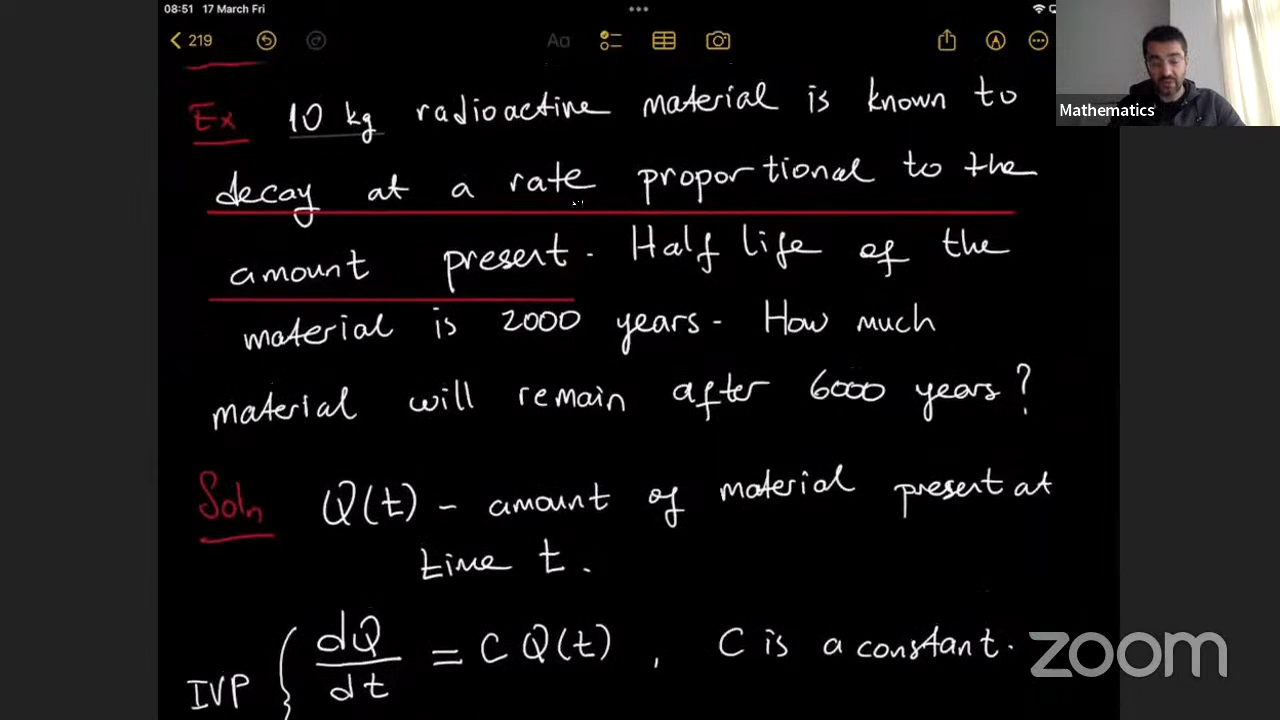 08:51 17 March Fri
219
Aa
Mathematics
Ex 10 kg radioactive material is known to
decay at a rate proportional to the
amount present. Half life of the
material is 2000 years. How much
material will remain after 6000 years?
Soln Q(t) - amount of material present at
time t.
IVP { dQ/dt = C Q(t) , C is a constant.
zoom